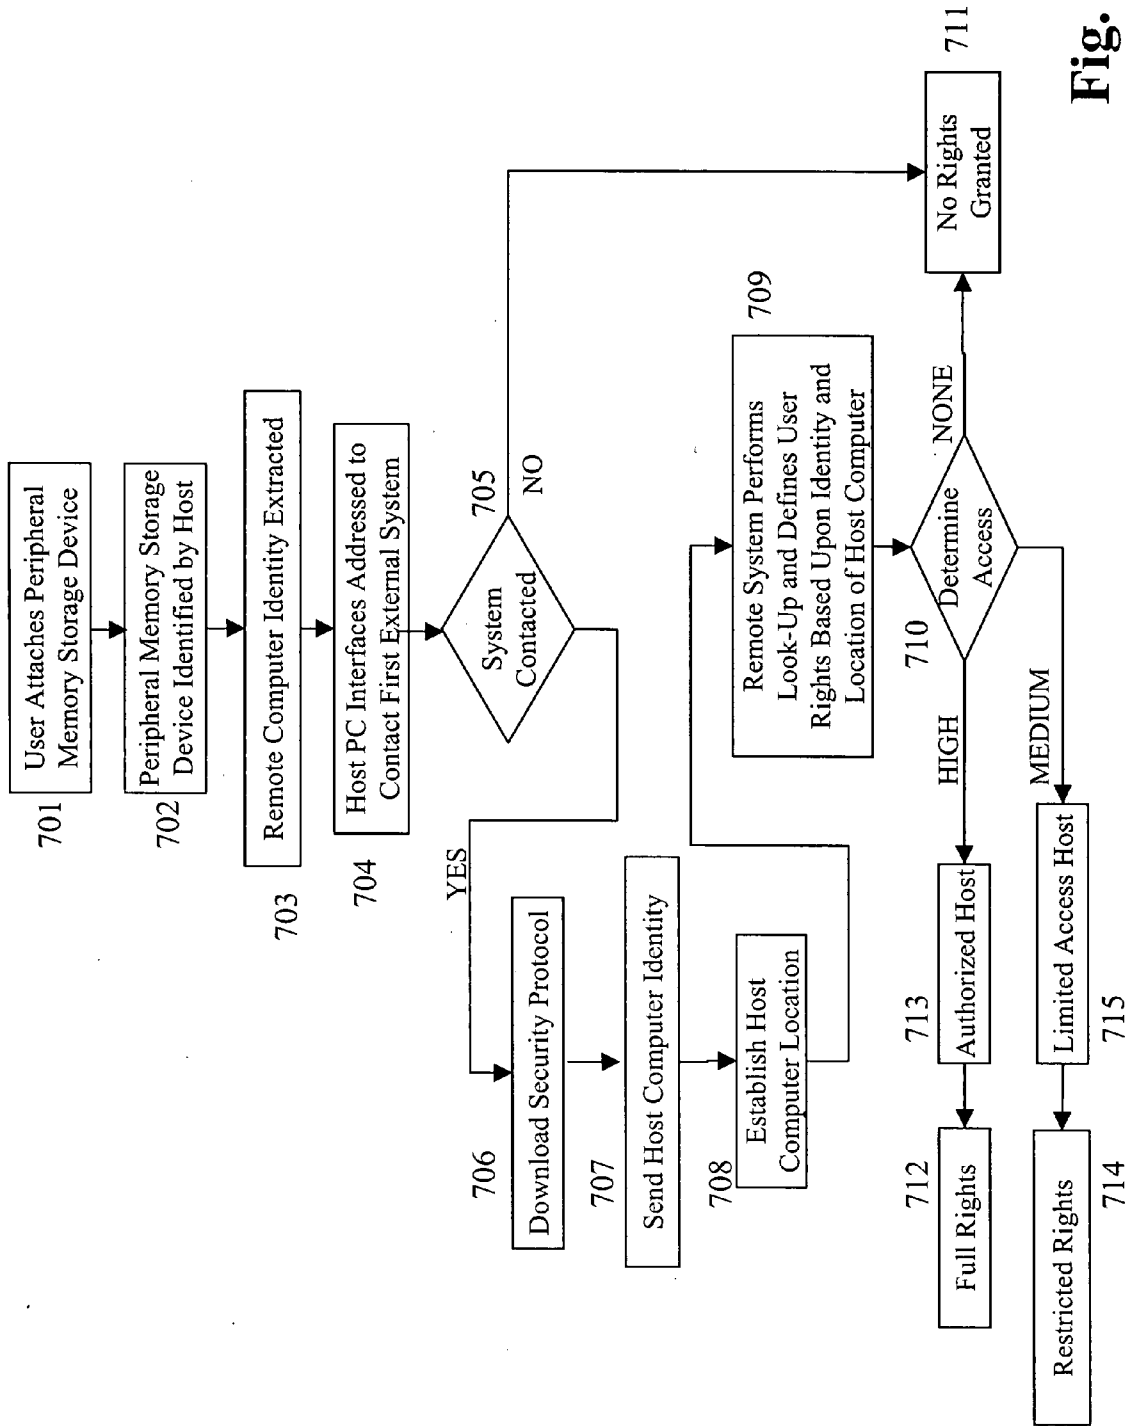 701
User Attaches Peripheral
Memory Storage Device
702
Peripheral Memory Storage
Device Identified by Host
703
Remote Computer Identity Extracted
704
Host PC Interfaces Addressed to
Contact First External System
705
System
Contacted
NO
YES
706
Download Security Protocol
707
Send Host Computer Identity
708
Establish Host
Computer Location
709
Remote System Performs
Look-Up and Defines User
Rights Based Upon Identity and
Location of Host Computer
710
Determine
Access
NONE
HIGH
MEDIUM
711
No Rights
Granted
713
Authorized Host
712
Full Rights
715
Limited Access Host
714
Restricted Rights
Fig.